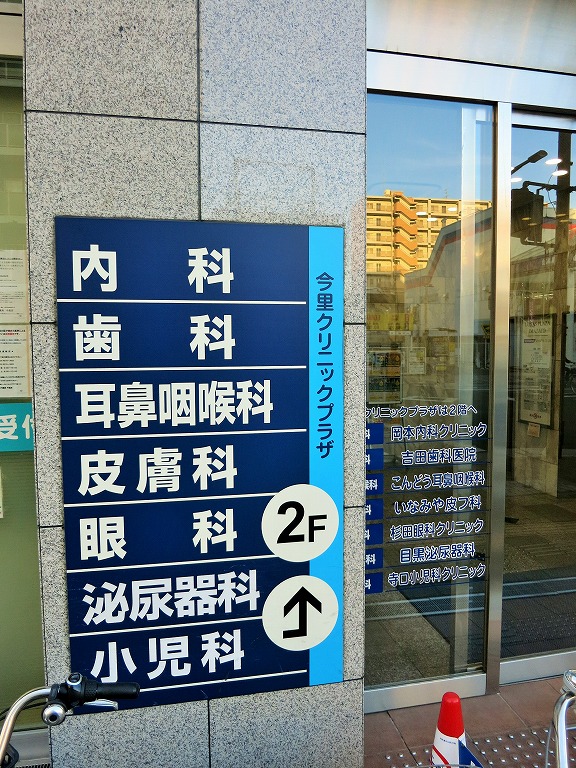 内科
歯科
耳鼻咽喉科
皮膚科
眼科
泌尿器科
小児科
今里クリニックプラザ
2F
受付
クリニックプラザは2階へ
岡本内科クリニック
吉田歯科医院
こんどう耳鼻咽喉科
いなみや皮フ科
杉田眼科クリニック
目黒泌尿器科
寺口小児科クリニック